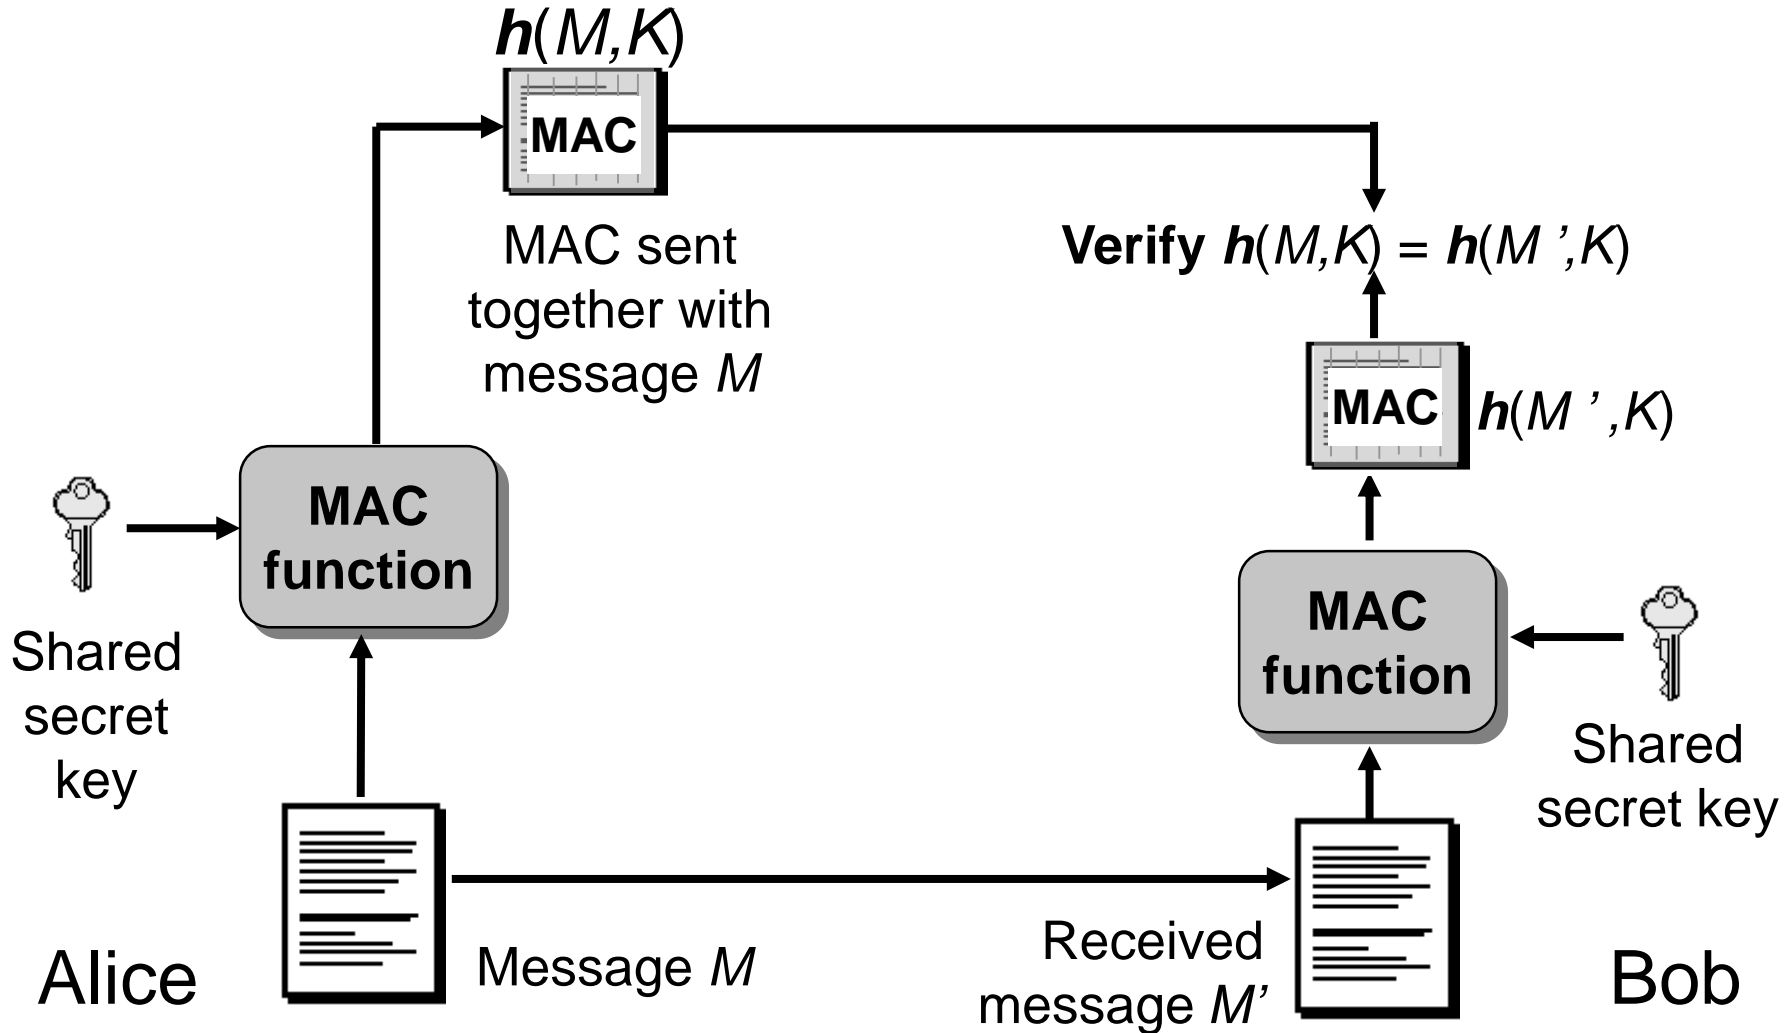 h(M,K)
MAC
MAC sent
together with
message M
Verify h(M,K) = h(M ’,K)
MAC
h(M ’ ,K)
MAC
function
Shared
secret
key
MAC
function
Shared
secret key
Alice
Message M
Received
message M’
Bob